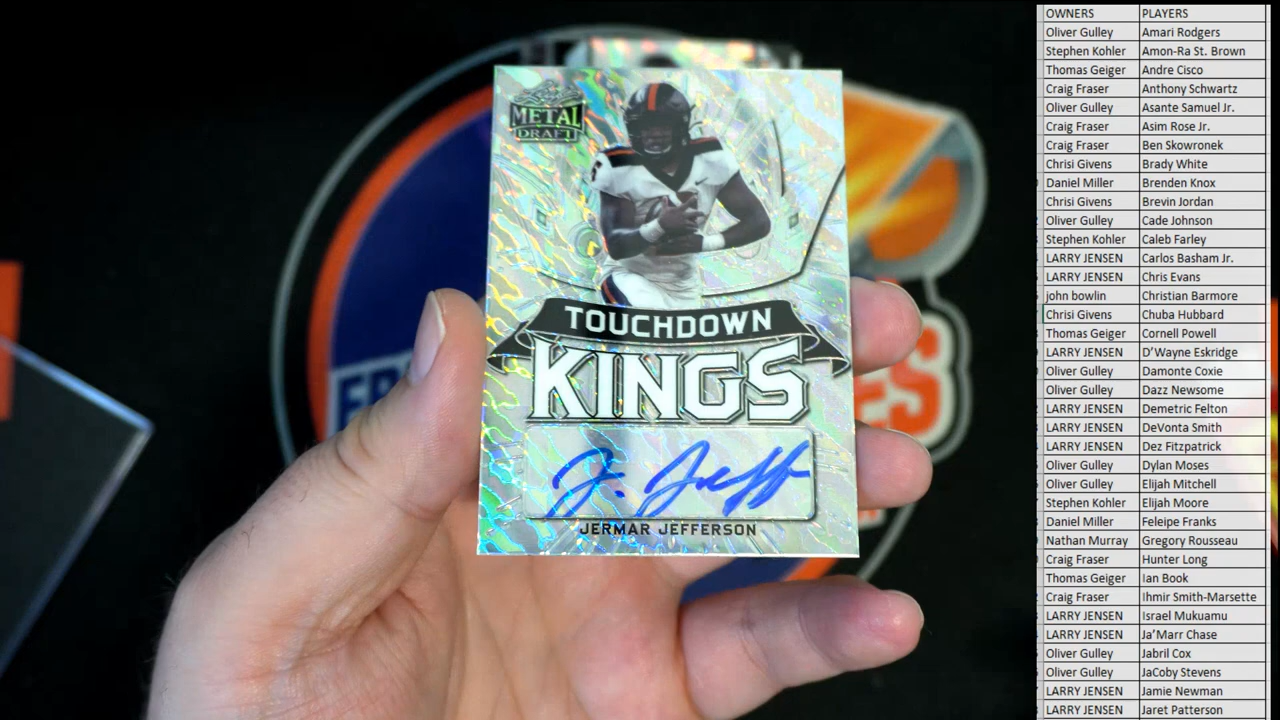 METAL
DRAFT
TOUCHDOWN
KINGS
J. Jeff
JERMAR JEFFERSON
OWNERS PLAYERS
Oliver Gulley Amari Rodgers
Stephen Kohler Amon-Ra St. Brown
Thomas Geiger Andre Cisco
Craig Fraser Anthony Schwartz
Oliver Gulley Asante Samuel Jr.
Craig Fraser Asim Rose Jr.
Craig Fraser Ben Skowronek
Chrisi Givens Brady White
Daniel Miller Brenden Knox
Chrisi Givens Brevin Jordan
Oliver Gulley Cade Johnson
Stephen Kohler Caleb Farley
LARRY JENSEN Carlos Basham Jr.
LARRY JENSEN Chris Evans
john bowlin Christian Barmore
Chrisi Givens Chuba Hubbard
Thomas Geiger Cornell Powell
LARRY JENSEN D'Wayne Eskridge
Oliver Gulley Damonte Coxie
Oliver Gulley Dazz Newsome
LARRY JENSEN Demetric Felton
LARRY JENSEN DeVonta Smith
LARRY JENSEN Dez Fitzpatrick
Oliver Gulley Dylan Moses
Oliver Gulley Elijah Mitchell
Stephen Kohler Elijah Moore
Daniel Miller Feleipe Franks
Nathan Murray Gregory Rousseau
Craig Fraser Hunter Long
Thomas Geiger Ian Book
Craig Fraser Ihmir Smith-Marsette
LARRY JENSEN Israel Mukuamu
LARRY JENSEN Ja'Marr Chase
Oliver Gulley Jabril Cox
Oliver Gulley JaCoby Stevens
LARRY JENSEN Jamie Newman
LARRY JENSEN Jaret Patterson